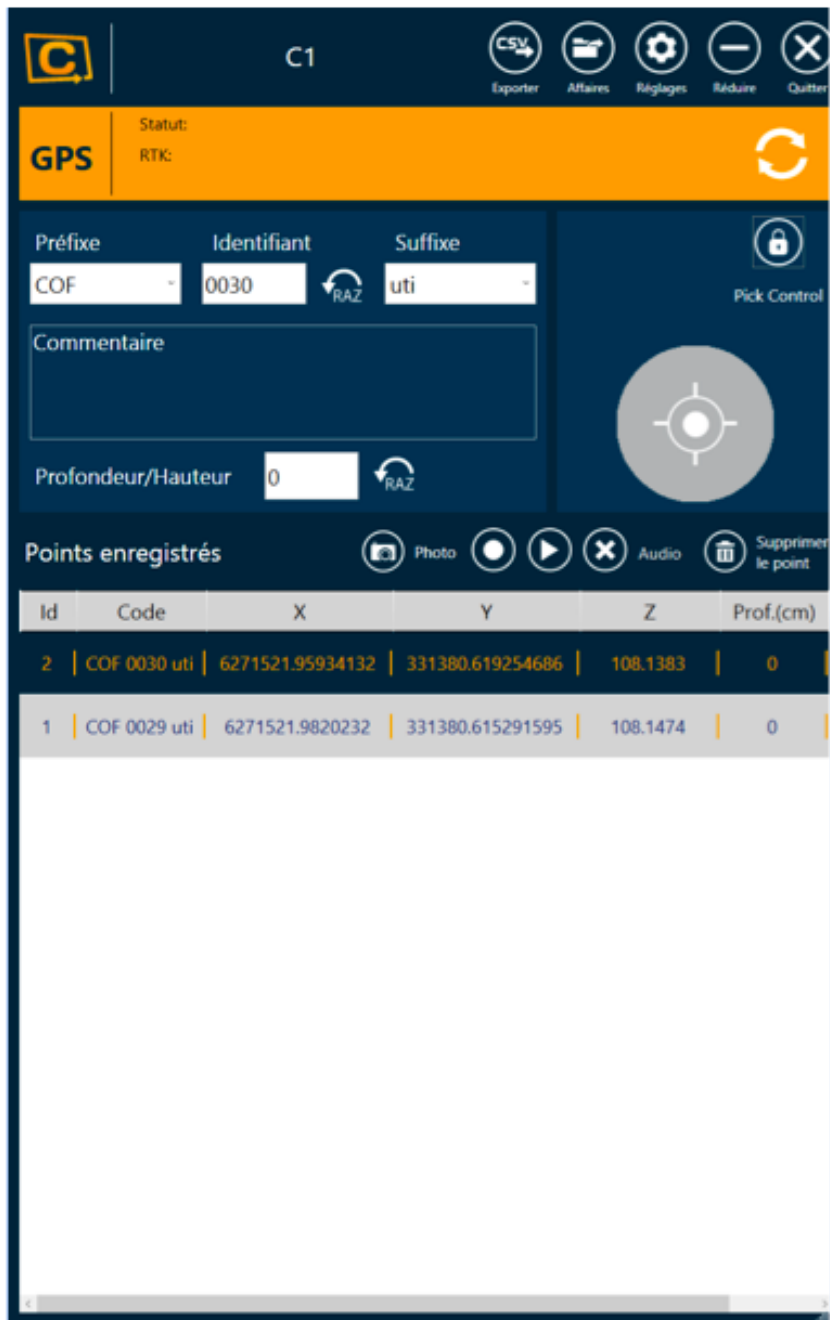 C
C1
CSV
Exporter
Affaires
Réglages
Réduire
Quitter
GPS
Statut:
RTK:
Préfixe
Identifiant
Suffixe
COF
0030
RAZ
uti
Pick Control
Commentaire
Profondeur/Hauteur
0
RAZ
Points enregistrés
Photo
Audio
Supprimer
le point
Id Code X Y Z Prof.(cm)
2 COF 0030 uti 6271521.95934132 331380.619254686 108.1383 0
1 COF 0029 uti 6271521.9820232 331380.615291595 108.1474 0